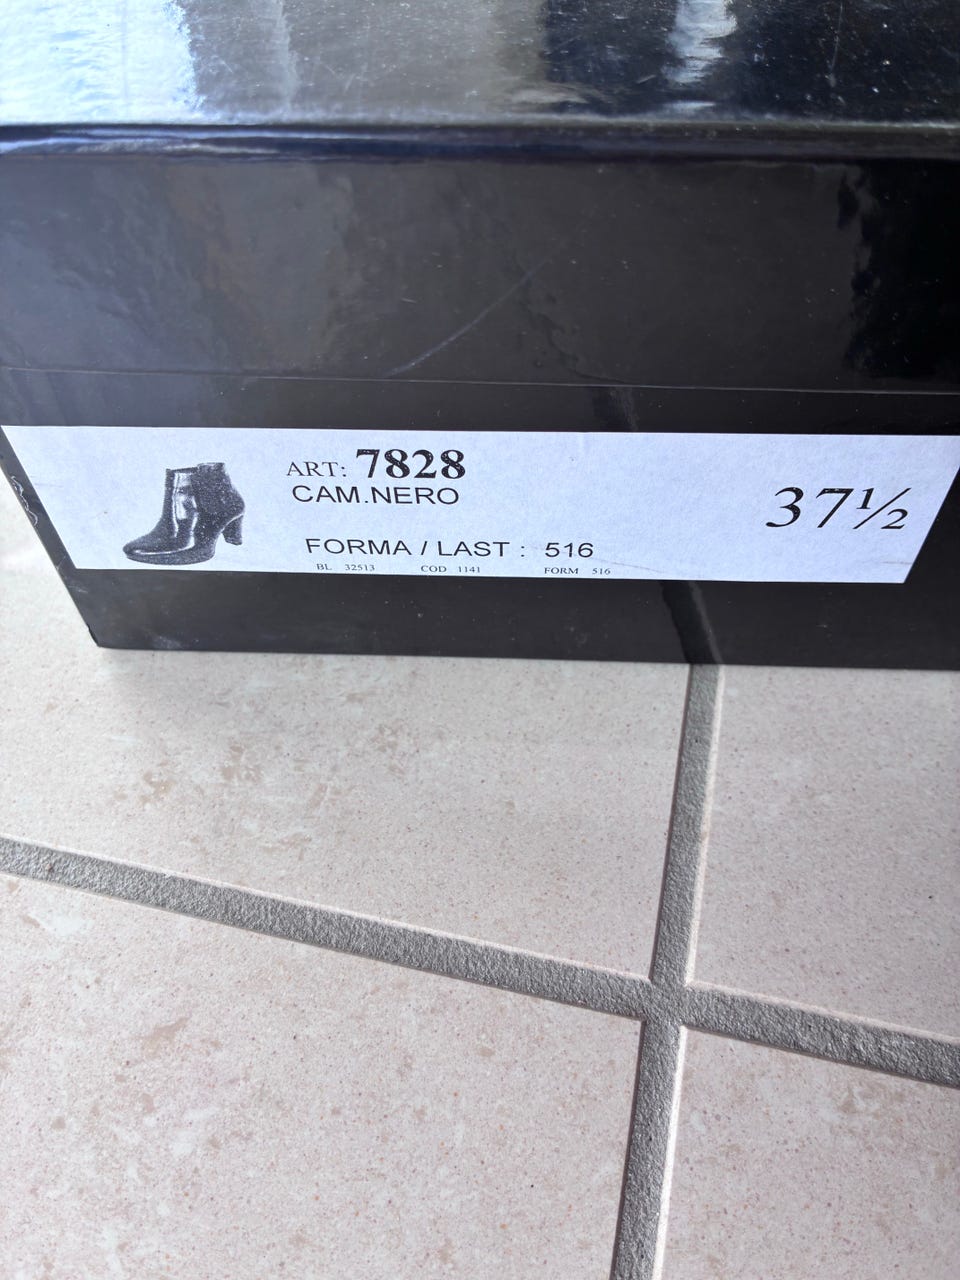 ART: 7828
CAM.NERO
37½
FORMA / LAST : 516
BL 32513 COD 1141 FORM 516